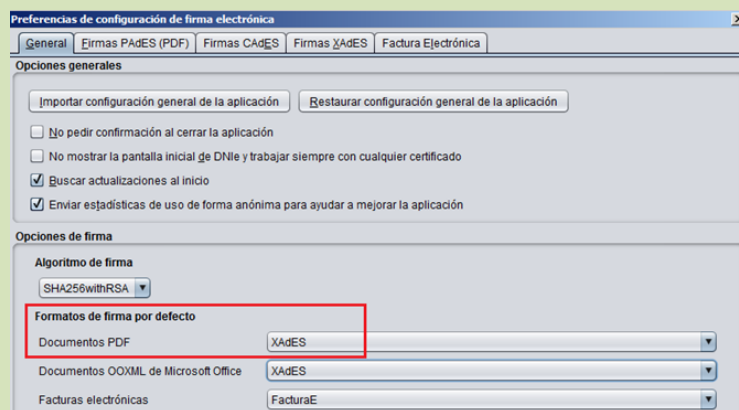 Preferencias de configuración de firma electrónica
General Firmas PAdES (PDF) Firmas CAdES Firmas XAdES Factura Electrónica
Opciones generales
Importar configuración general de la aplicación Restaurar configuración general de la aplicación
No pedir confirmación al cerrar la aplicación
No mostrar la pantalla inicial de DNIe y trabajar siempre con cualquier certificado
Buscar actualizaciones al inicio
Enviar estadísticas de uso de forma anónima para ayudar a mejorar la aplicación
Opciones de firma
Algoritmo de firma
SHA256withRSA
Formatos de firma por defecto
Documentos PDF XAdES
Documentos OOXML de Microsoft Office XAdES
Facturas electrónicas FacturaE